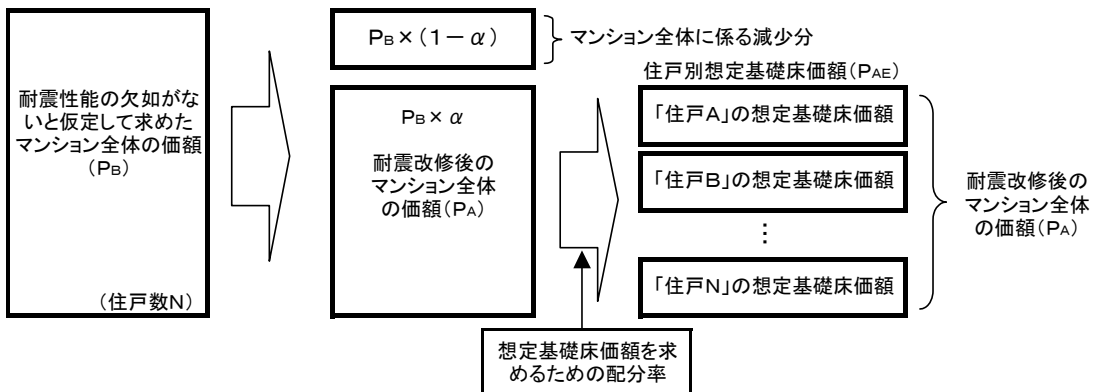 耐震性能の欠如がな
いと仮定して求めた
マンション全体の価額
(PB)
(住戸数N)
PB×(1-α)
マンション全体に係る減少分
PB×α
耐震改修後の
マンション全体
の価額(PA)
住戸別想定基礎床価額(PAE)
「住戸A」の想定基礎床価額
「住戸B」の想定基礎床価額
⋮
「住戸N」の想定基礎床価額
耐震改修後の
マンション全体
の価額(PA)
想定基礎床価額を求
めるための配分率